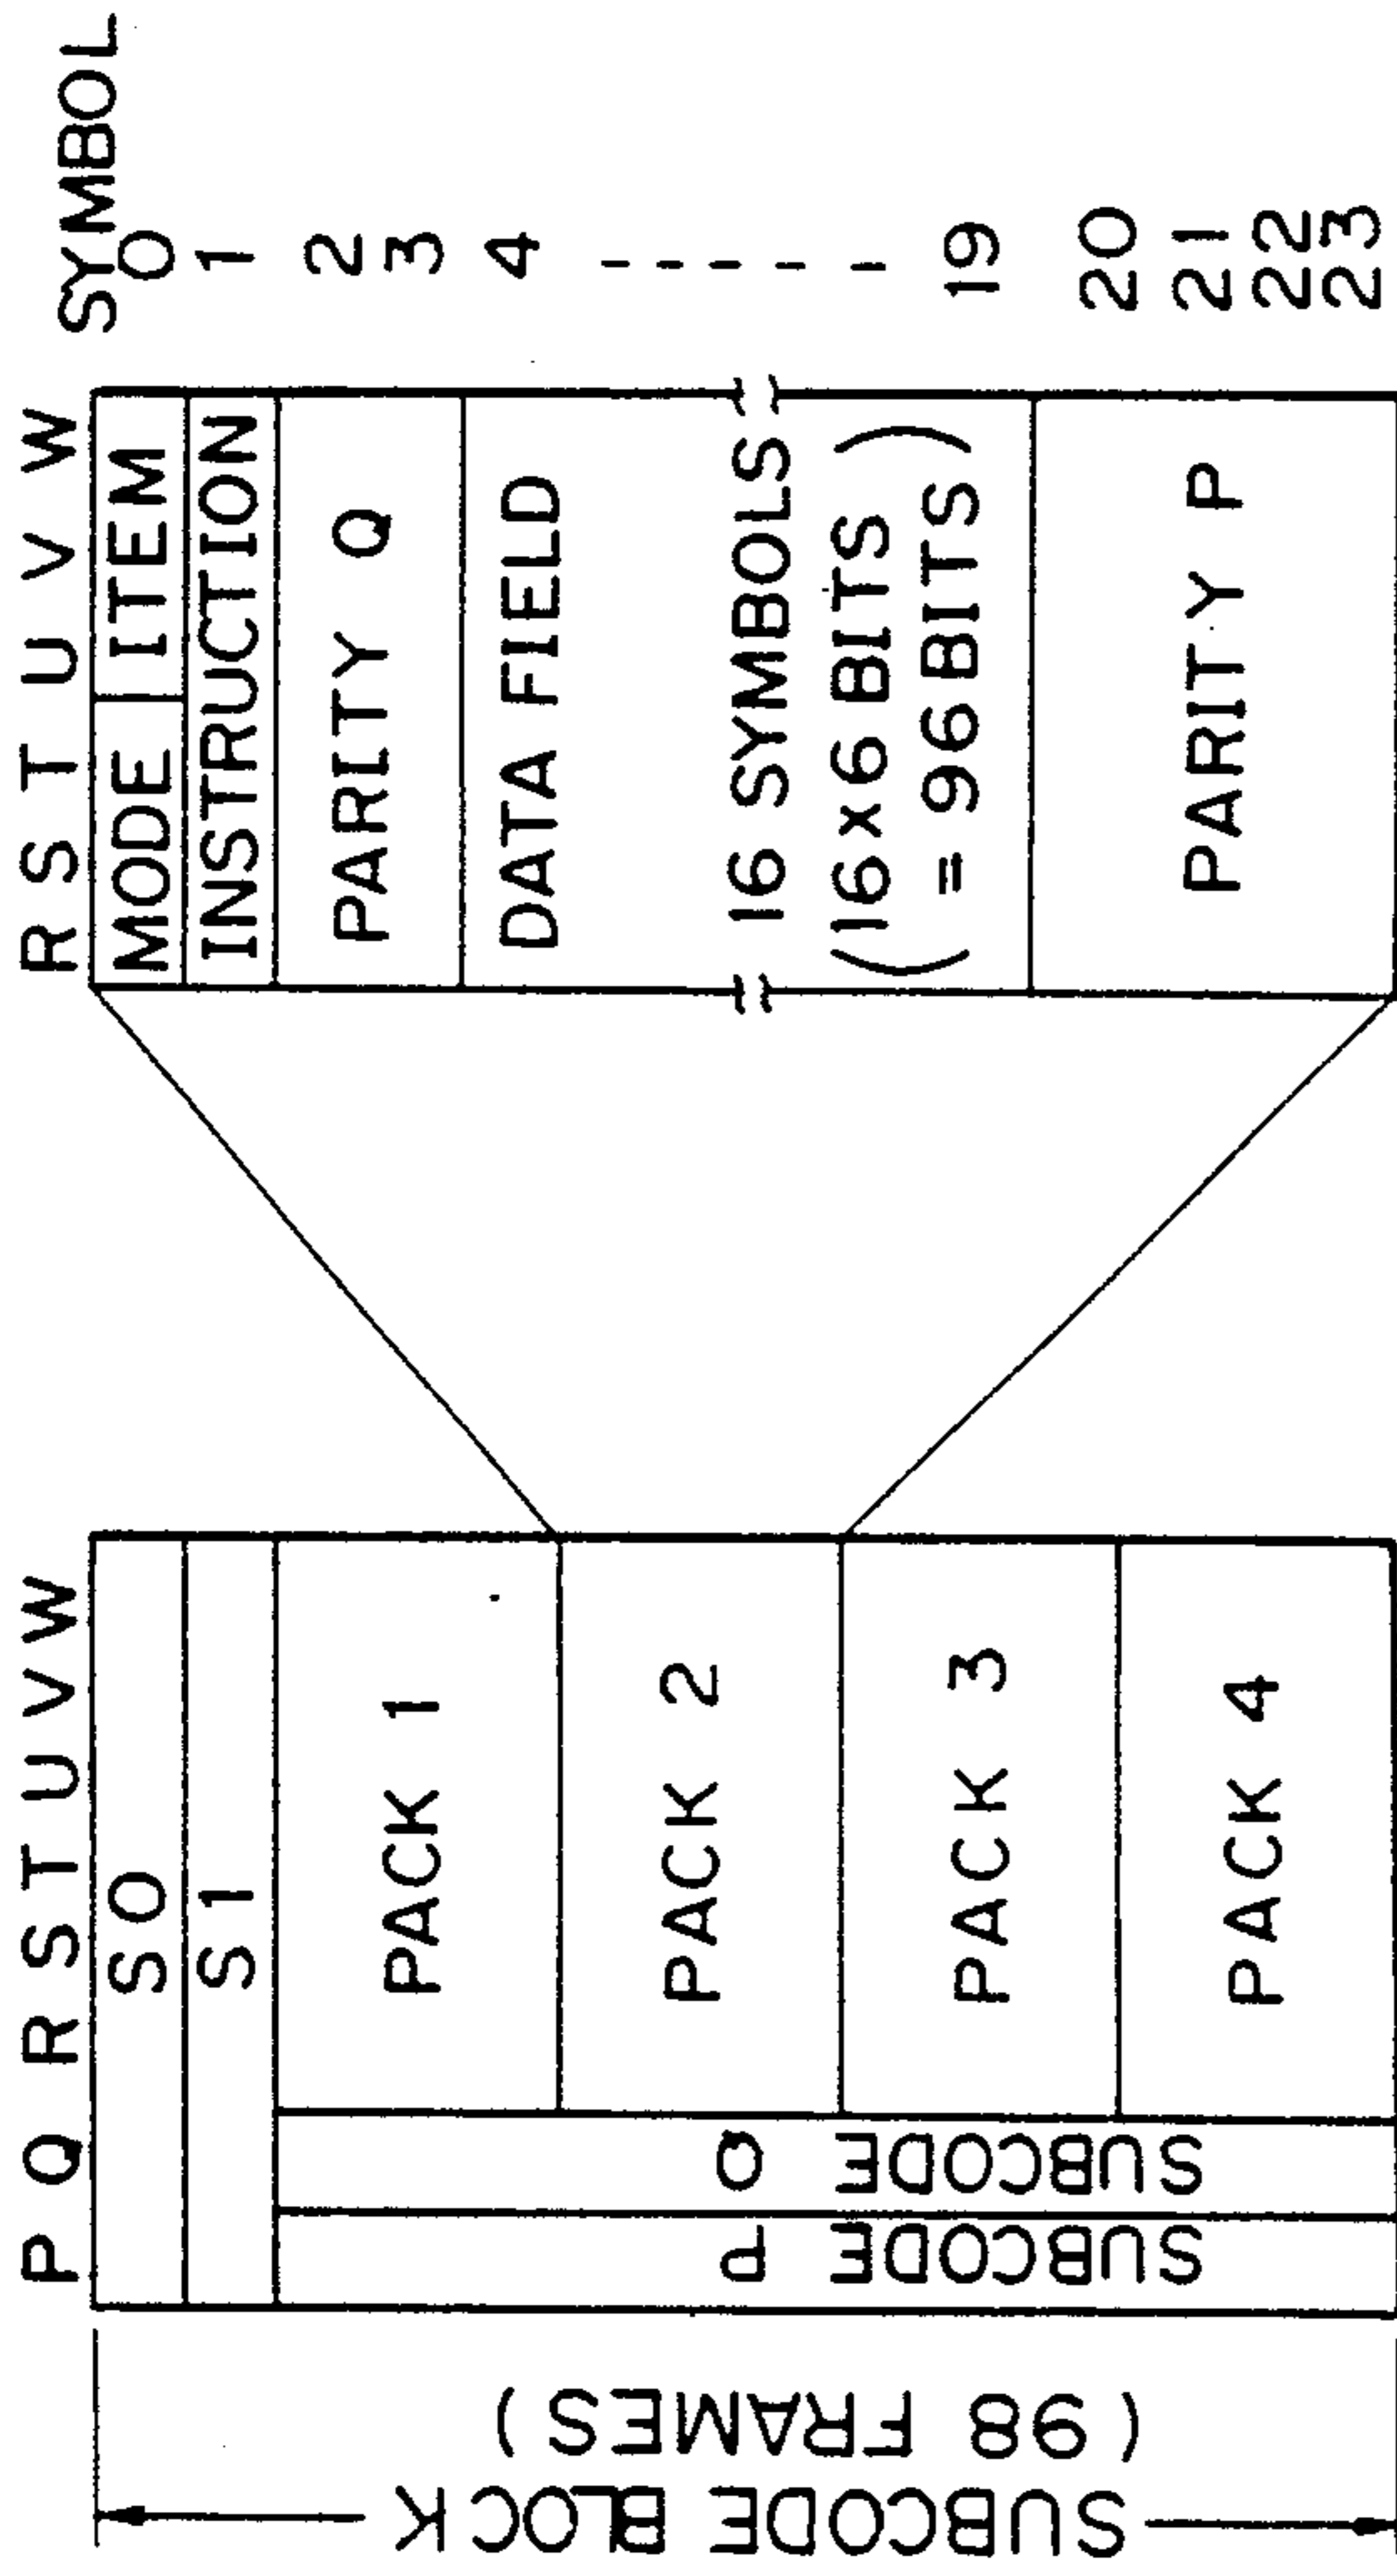 P Q R S T U V W
S0
S1
PACK 1
PACK 2
PACK 3
PACK 4
SUBCODE Q
SUBCODE P
SUBCODE BLOCK
(98 FRAMES)
R S T U V W
SYMBOL
MODE ITEM
0
INSTRUCTION
1
PARITY Q
2
3
DATA FIELD
4
16 SYMBOLS
(16×6 BITS)
( = 96 BITS)
19
PARITY P
20
21
22
23